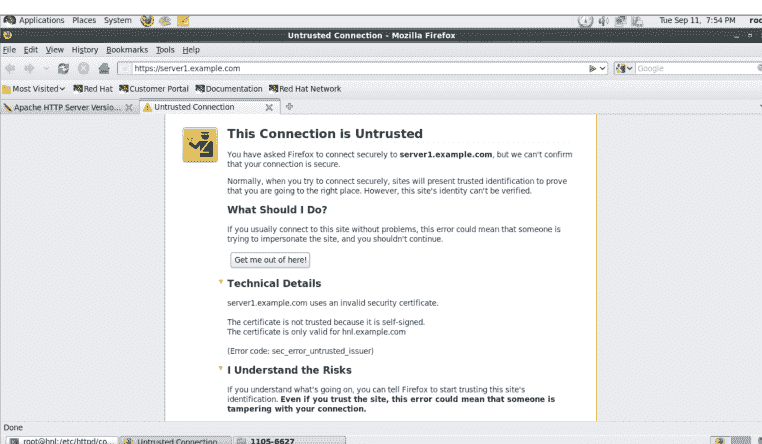 Applications Places System Tue Sep 11, 7:54 PM
Untrusted Connection - Mozilla Firefox
File Edit View History Bookmarks Tools Help
https://server1.example.com Google
Most Visited Red Hat Customer Portal Documentation Red Hat Network
Apache HTTP Server Versio... Untrusted Connection
This Connection is Untrusted
You have asked Firefox to connect securely to server1.example.com, but we can't confirm
that your connection is secure.
Normally, when you try to connect securely, sites will present trusted identification to prove
that you are going to the right place. However, this site's identity can't be verified.
What Should I Do?
If you usually connect to this site without problems, this error could mean that someone is
trying to impersonate the site, and you shouldn't continue.
Get me out of here!
Technical Details
server1.example.com uses an invalid security certificate.
The certificate is not trusted because it is self-signed.
The certificate is only valid for hnl.example.com
(Error code: sec_error_untrusted_issuer)
I Understand the Risks
If you understand what's going on, you can tell Firefox to start trusting this site's
identification. Even if you trust the site, this error could mean that someone is
tampering with your connection.
Done
root@hnl:/etc/httpd/co... Untrusted Connection... 1105-6627